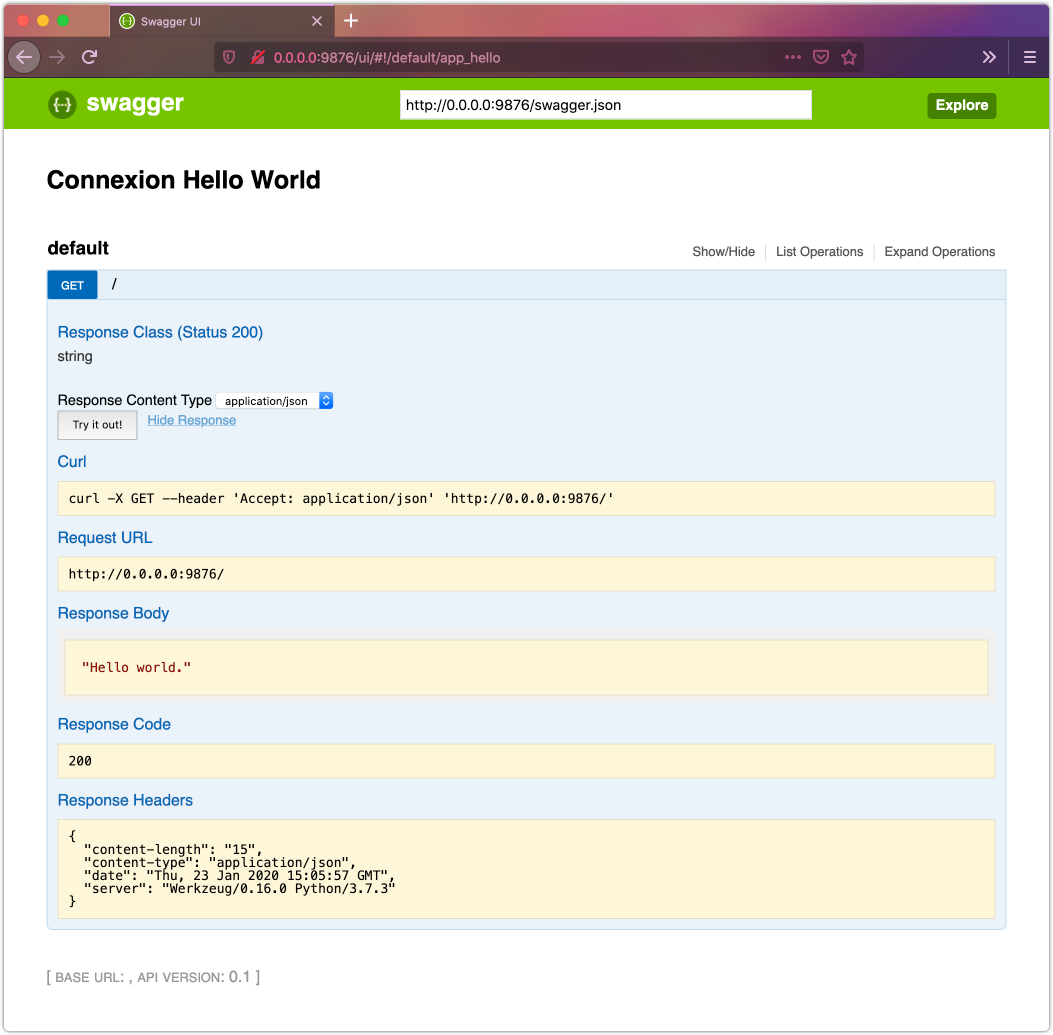 Swagger UI
0.0.0.0:9876/ui/#!/default/app_hello
{··} swagger
http://0.0.0.0:9876/swagger.json
Explore
Connexion Hello World
default
Show/Hide
List Operations
Expand Operations
GET /
Response Class (Status 200)
string
Response Content Type application/json
Try it out! Hide Response
Curl
curl -X GET --header 'Accept: application/json' 'http://0.0.0.0:9876/'
Request URL
http://0.0.0.0:9876/
Response Body
"Hello world."
Response Code
200
Response Headers
{
"content-length": "15",
"content-type": "application/json",
"date": "Thu, 23 Jan 2020 15:05:57 GMT",
"server": "Werkzeug/0.16.0 Python/3.7.3"
}
[ BASE URL: , API VERSION: 0.1 ]